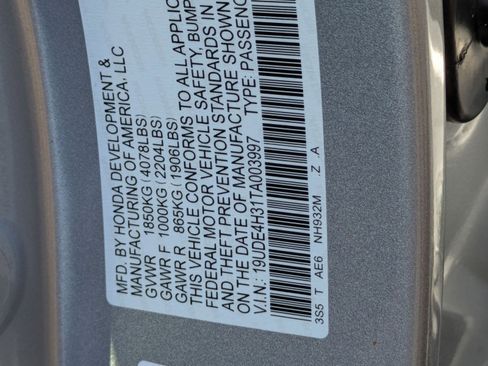 MFD. BY HONDA DEVELOPMENT &
MANUFACTURING OF AMERICA, LLC
GVWR 1850KG (4078LBS)
GAWR F 1000KG (2204LBS)
GAWR R 865KG (1906LBS)
THIS VEHICLE CONFORMS TO ALL APPLIC
FEDERAL MOTOR VEHICLE SAFETY, BUMP
AND THEFT PREVENTION STANDARDS IN
ON THE DATE OF MANUFACTURE SHOWN
V.I.N.: 19UDE4H31TA003997 TYPE: PASSENG
3S5 T AE6 NH932M Z A